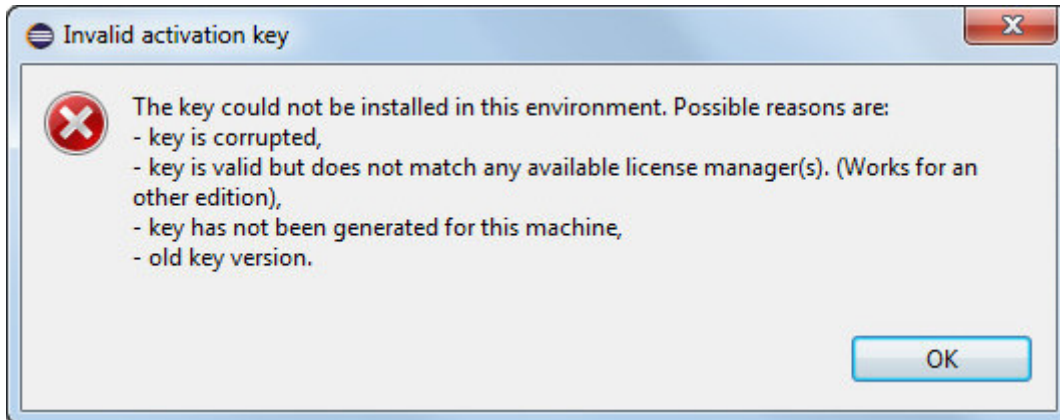 Invalid activation key
The key could not be installed in this environment. Possible reasons are:
- key is corrupted,
- key is valid but does not match any available license manager(s). (Works for an
other edition),
- key has not been generated for this machine,
- old key version.
OK